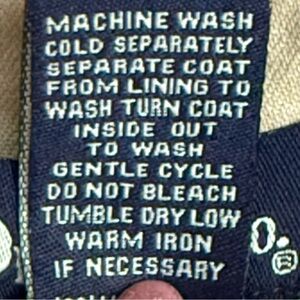 MACHINE WASH
COLD SEPARATELY
SEPARATE COAT
FROM LINING TO
WASH TURN COAT
INSIDE OUT
TO WASH
GENTLE CYCLE
DO NOT BLEACH
TUMBLE DRY LOW
WARM IRON
IF NECESSARY
O.
®